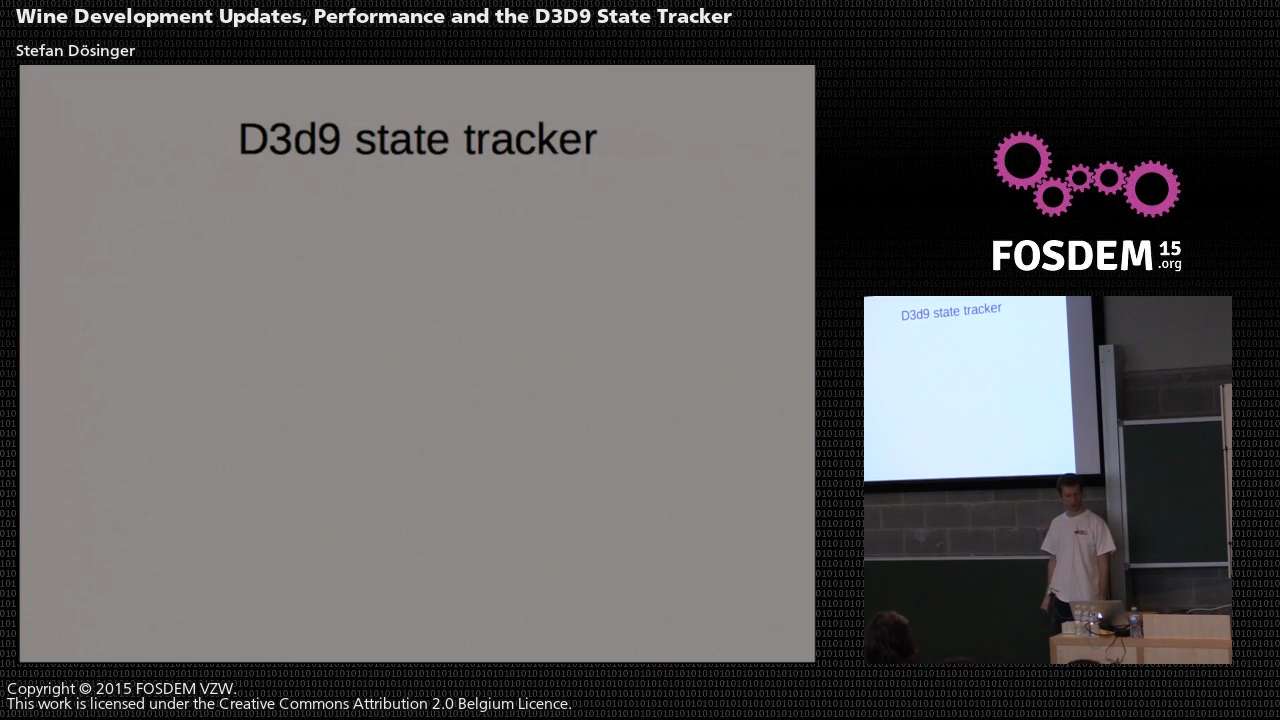 Wine Development Updates, Performance and the D3D9 State Tracker
Stefan Dösinger
D3d9 state tracker
FOSDEM 15
.org
D3d9 state tracker
Copyright © 2015 FOSDEM VZW.
This work is licensed under the Creative Commons Attribution 2.0 Belgium Licence.